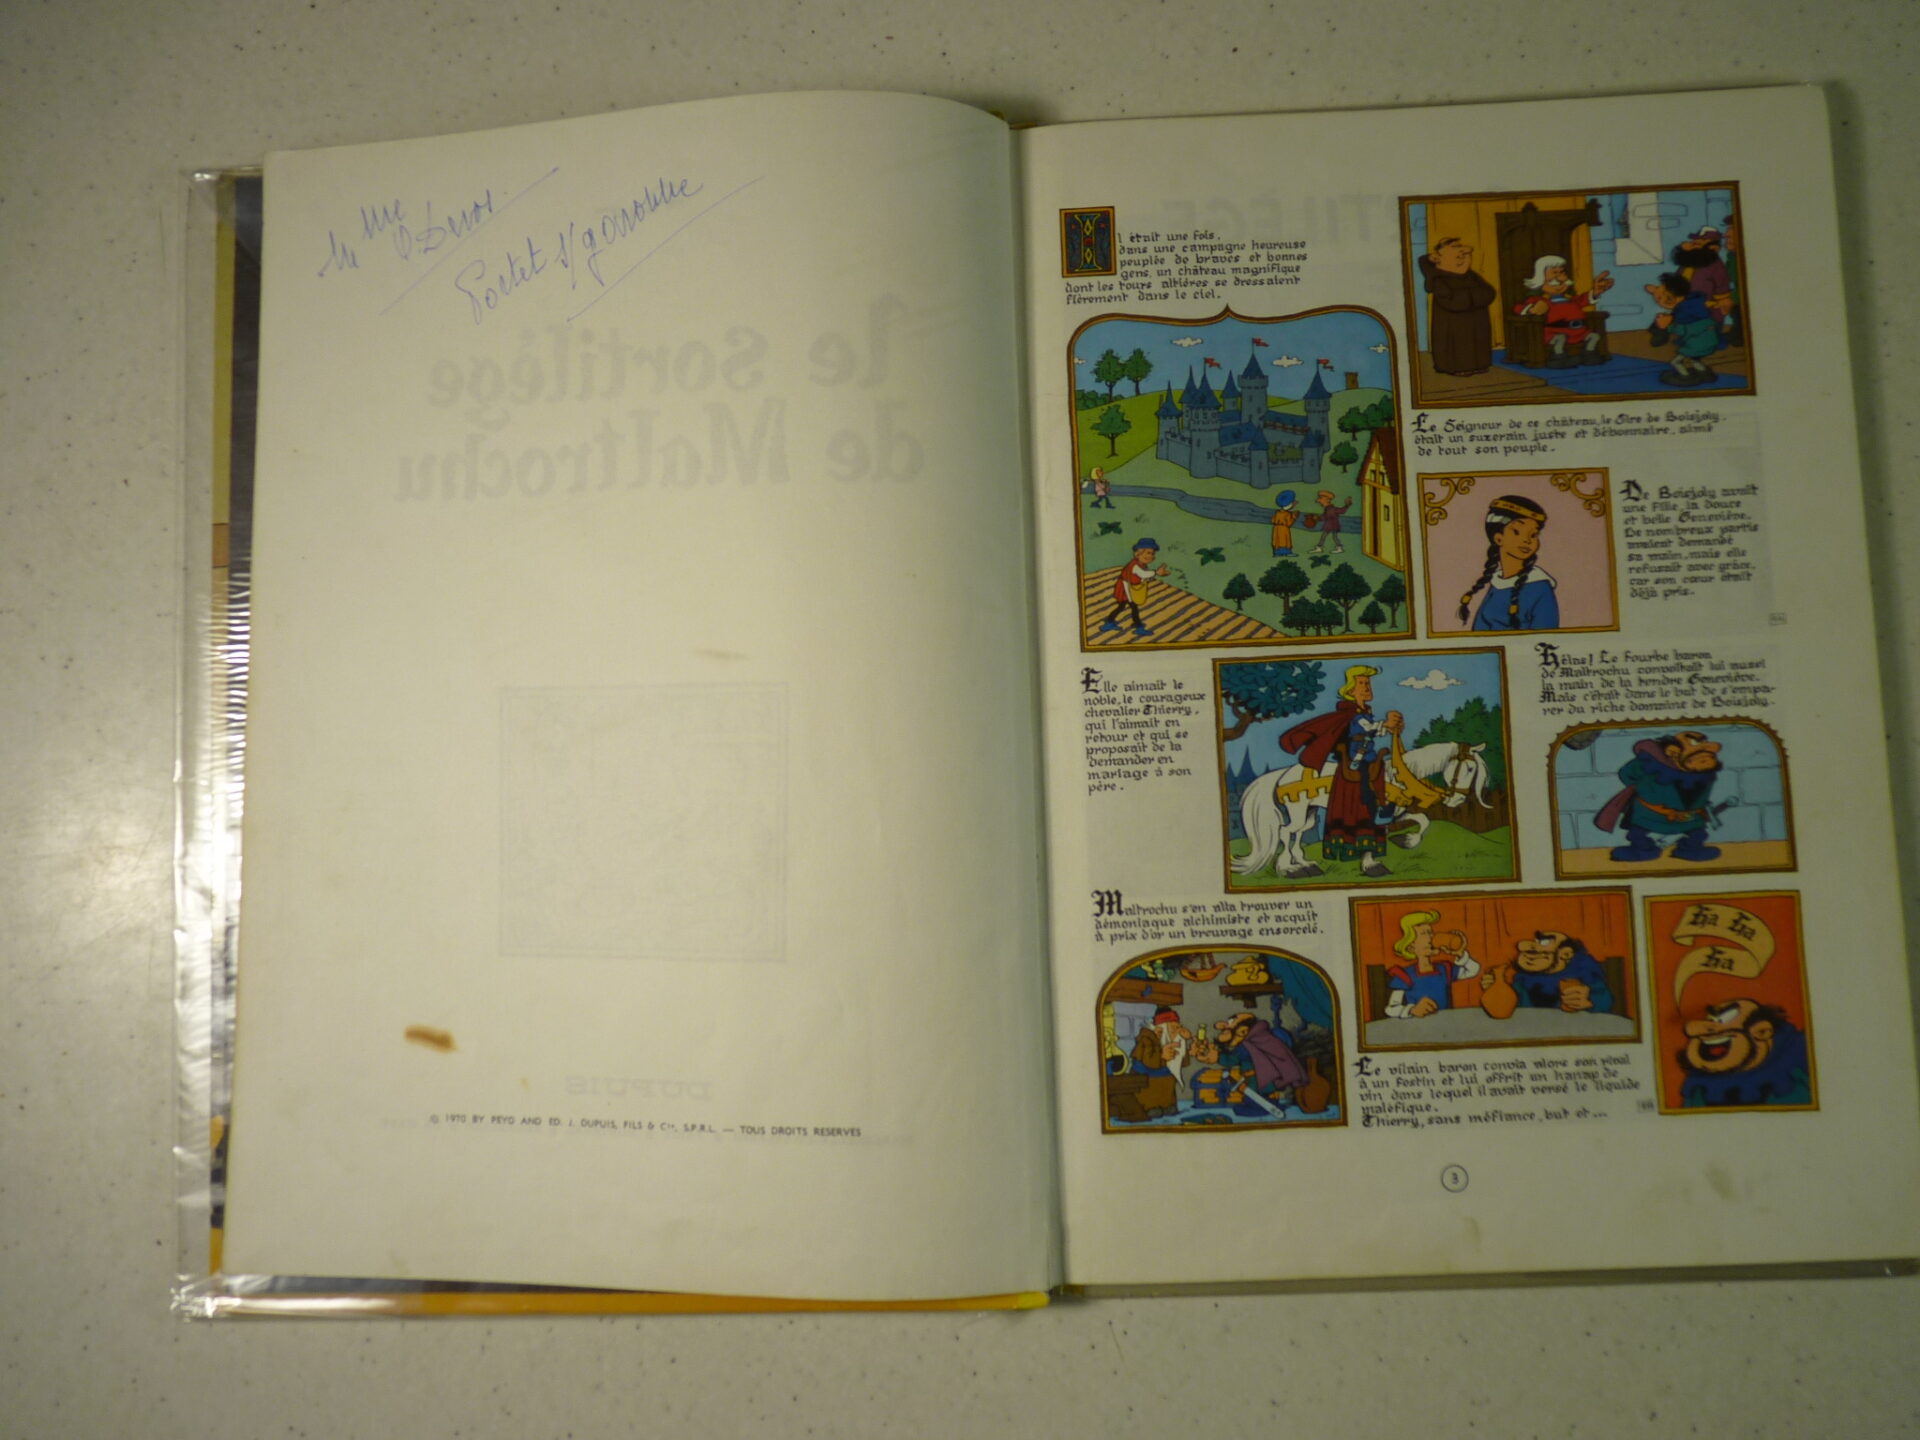 Mme
Portet s/garonne
le Sortilège
de Maltrochu
DUPUIS
© 1970 BY PEYO AND ED. J. DUPUIS, FILS & Cie, S.P.R.L. — TOUS DROITS RESERVES
Il était une fois,
dans une campagne heureuse
peuplée de braves et bonnes
gens, un château magnifique
dont les tours altières se dressaient
fièrement dans le ciel.
Le Seigneur de ce château, le Sire de Boisjoly,
était un suzerain juste et débonnaire, aimé
de tout son peuple.
De Boisjoly avait
une fille, la douce
et belle Geneviève.
De nombreux partis
avaient demandé
sa main, mais elle
refusait avec grâce,
car son cœur était
déjà pris.
Elle aimait le
noble, le courageux
chevalier Thierry,
qui l'aimait en
retour et qui se
proposait de la
demander en
mariage à son
père.
Hélas! Le fourbe baron
de Maltrochu convoitait lui aussi
la main de la tendre Geneviève.
Mais c'était dans le but de s'empa-
rer du riche domaine de Boisjoly.
Maltrochu s'en alla trouver un
démoniaque alchimiste et acquit
à prix d'or un breuvage ensorcelé.
Le vilain baron convia alors son rival
à un festin et lui offrit un hanap de
vin dans lequel il avait versé le liquide
maléfique.
Thierry, sans méfiance, but et...
Ha Ha
Ha
3